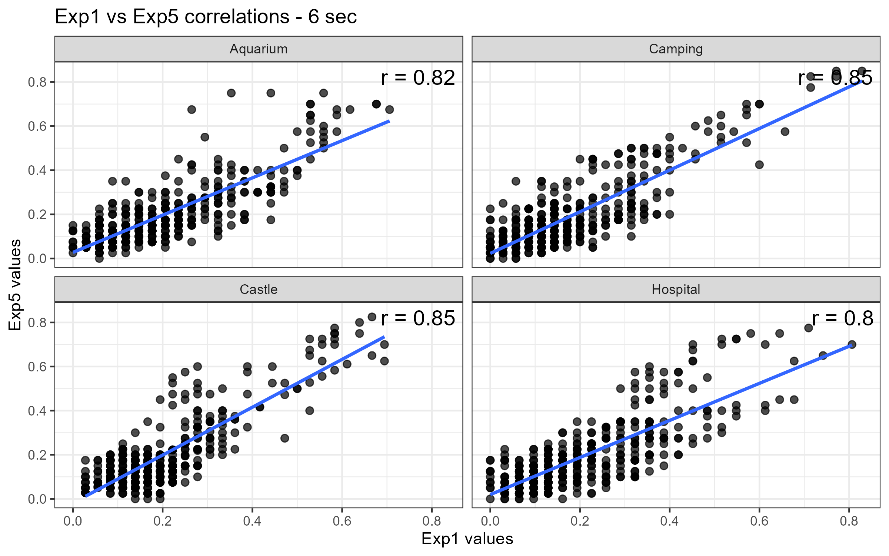 Exp1 vs Exp5 correlations - 6 sec
Aquarium
Camping
r = 0.82
r = 0.85
0.8
0.6
0.4
0.2
0.0
Castle
Hospital
r = 0.85
r = 0.8
0.8
0.6
0.4
0.2
0.0
Exp5 values
0.0 0.2 0.4 0.6 0.8
0.0 0.2 0.4 0.6 0.8
Exp1 values